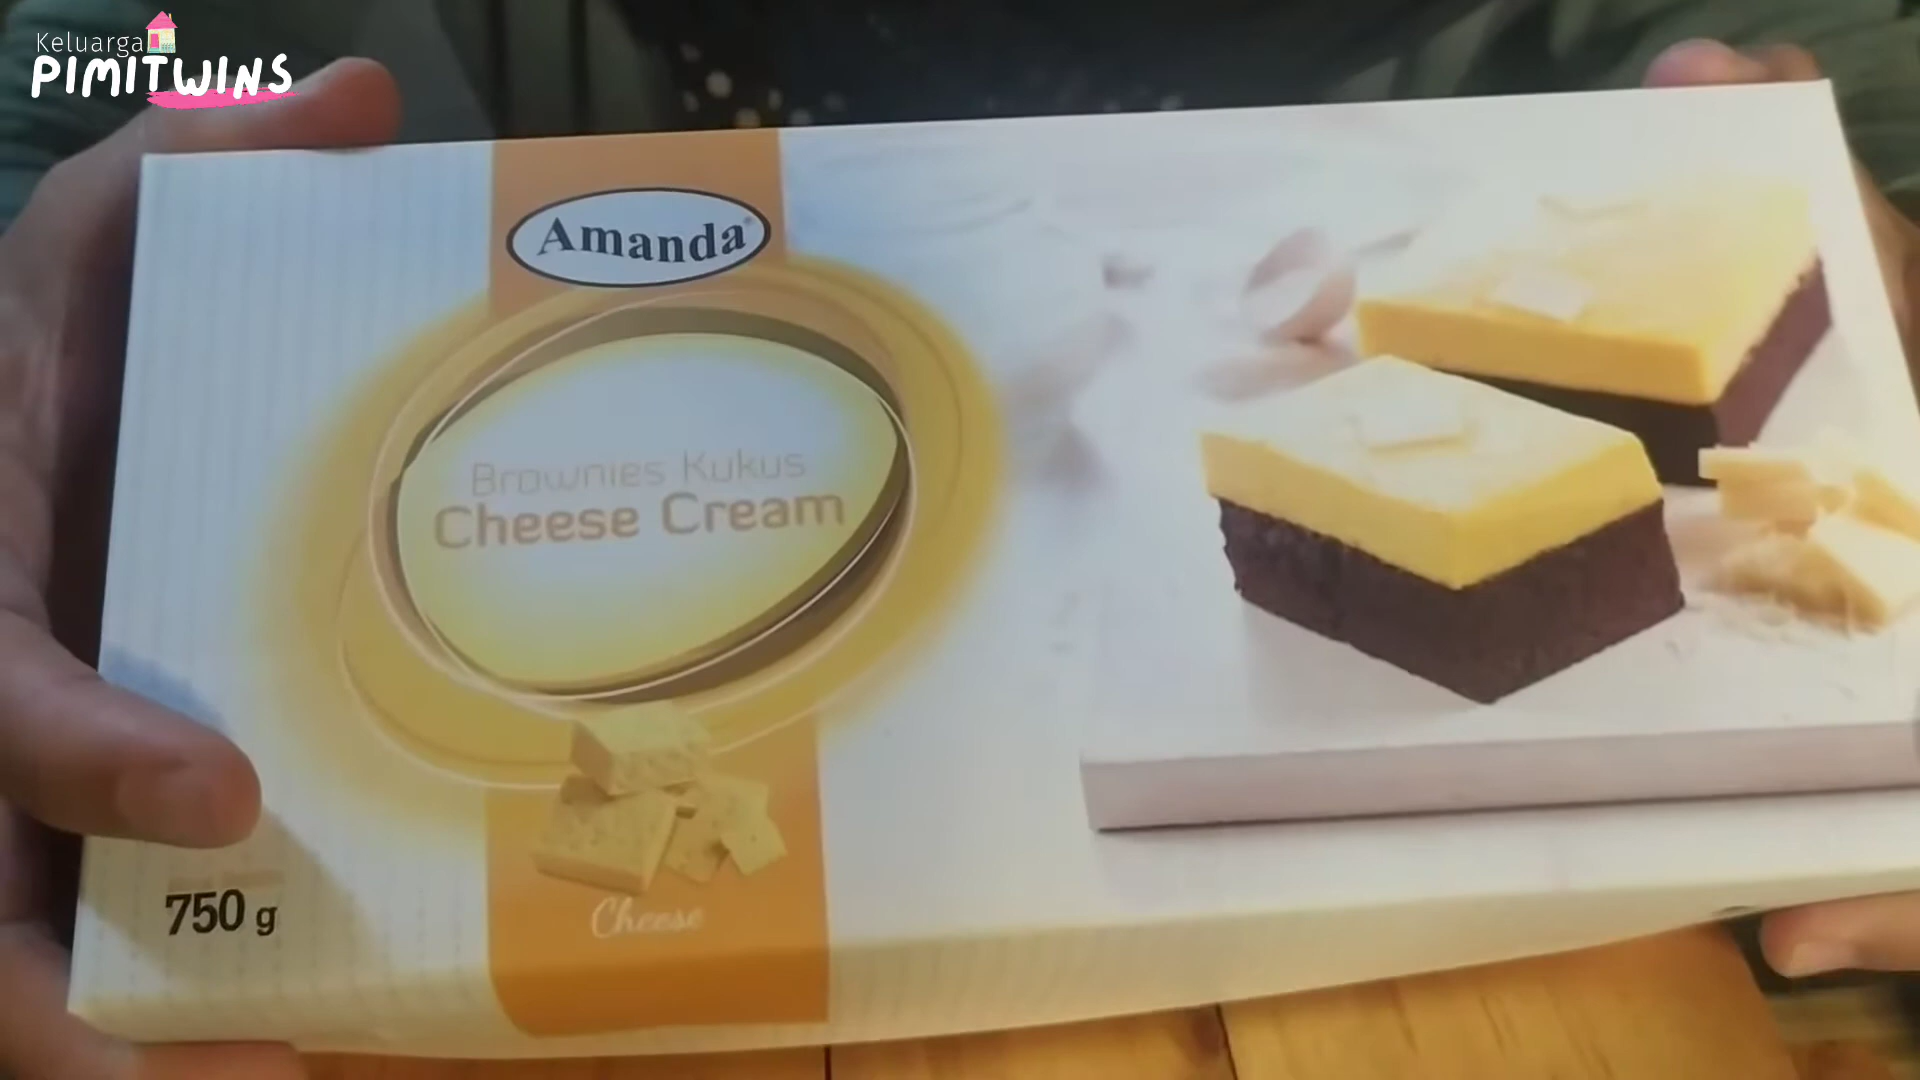 Keluarga
PIMITWINS
Amanda®
Brownies Kukus
Cheese Cream
750 g
Cheese